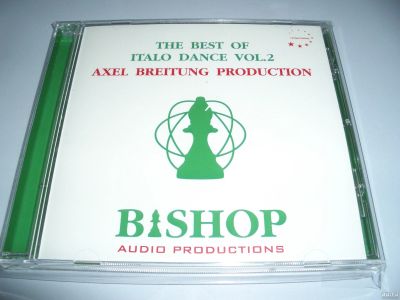 THE BEST OF
ITALO DANCE VOL.2
AXEL BREITUNG PRODUCTION
BISHOP
AUDIO PRODUCTIONS